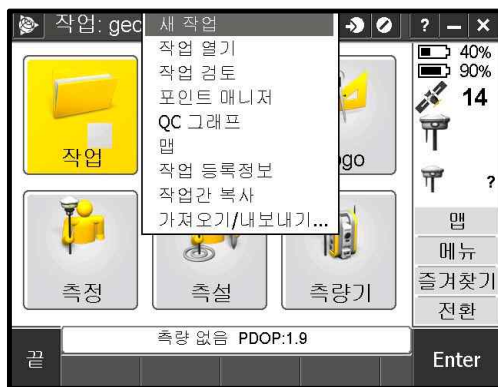 작업: geo
새 작업
작업 열기
작업 검토
포인트 매니저
QC 그래프
맵
작업 등록정보
작업간 복사
가져오기/내보내기...
? – ×
40%
90%
14
?
작업
ogo
측정
측설
측량기
맵
메뉴
즐겨찾기
전환
측량 없음 PDOP:1.9
끝
Enter